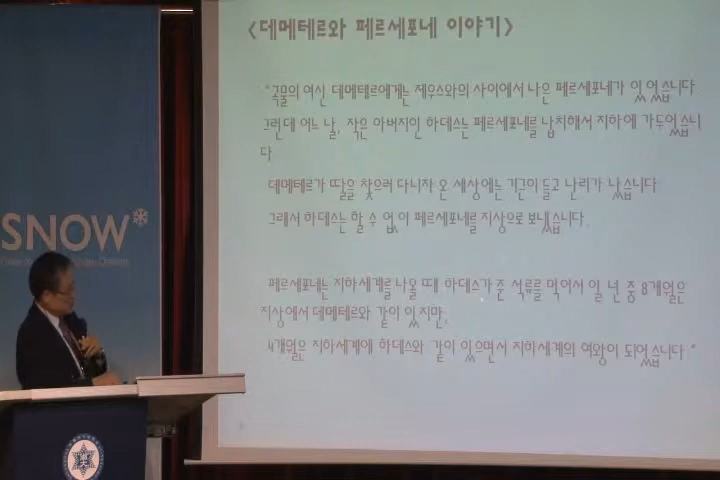 <데메테르와 페르세포네 이야기>
"곡물의 여신 데메테르에게는 제우스와의 사이에서 나은 페르세포네가 있었습니다
그런데 어느 날, 작은 아버지인 하데스는 페르세포네를 납치해서 지하에 가두었습니
다
데메테르가 딸을 찾으러 다니자 온 세상에는 기근이 들고 난리가 났습니다
그래서 하데스는 할 수 없이 페르세포네를 지상으로 보냈습니다.
페르세포네는 지하세계를 나올 때 하데스가 준 석류를 먹어서 일 년 중 8개월은
지상에서 데메테르와 같이 있지만,
4개월은 지하세계에 하데스와 같이 있으면서 지하세계의 여왕이 되었습니다"
SNOW*